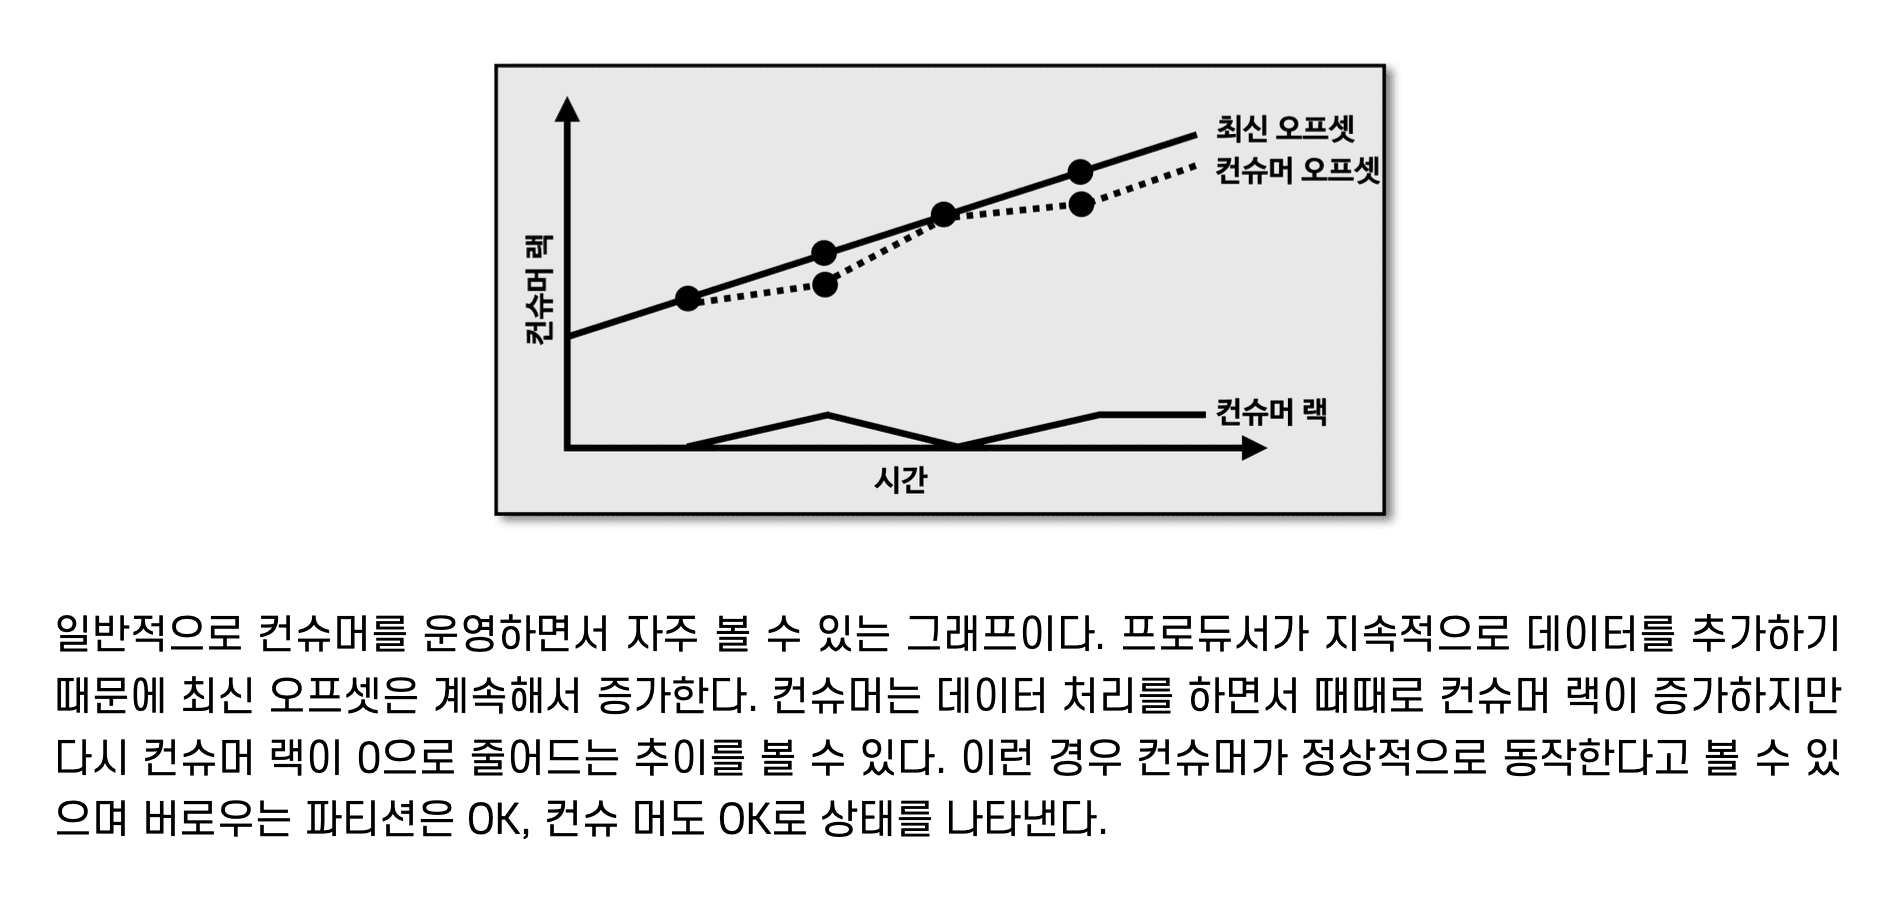 최신 오프셋
컨슈머 오프셋
컨슈머 랙
컨슈머 랙
시간
일반적으로 컨슈머를 운영하면서 자주 볼 수 있는 그래프이다. 프로듀서가 지속적으로 데이터를 추가하기
때문에 최신 오프셋은 계속해서 증가한다. 컨슈머는 데이터 처리를 하면서 때때로 컨슈머 랙이 증가하지만
다시 컨슈머 랙이 0으로 줄어드는 추이를 볼 수 있다. 이런 경우 컨슈머가 정상적으로 동작한다고 볼 수 있
으며 버로우는 파티션은 OK, 컨슈 머도 OK로 상태를 나타낸다.